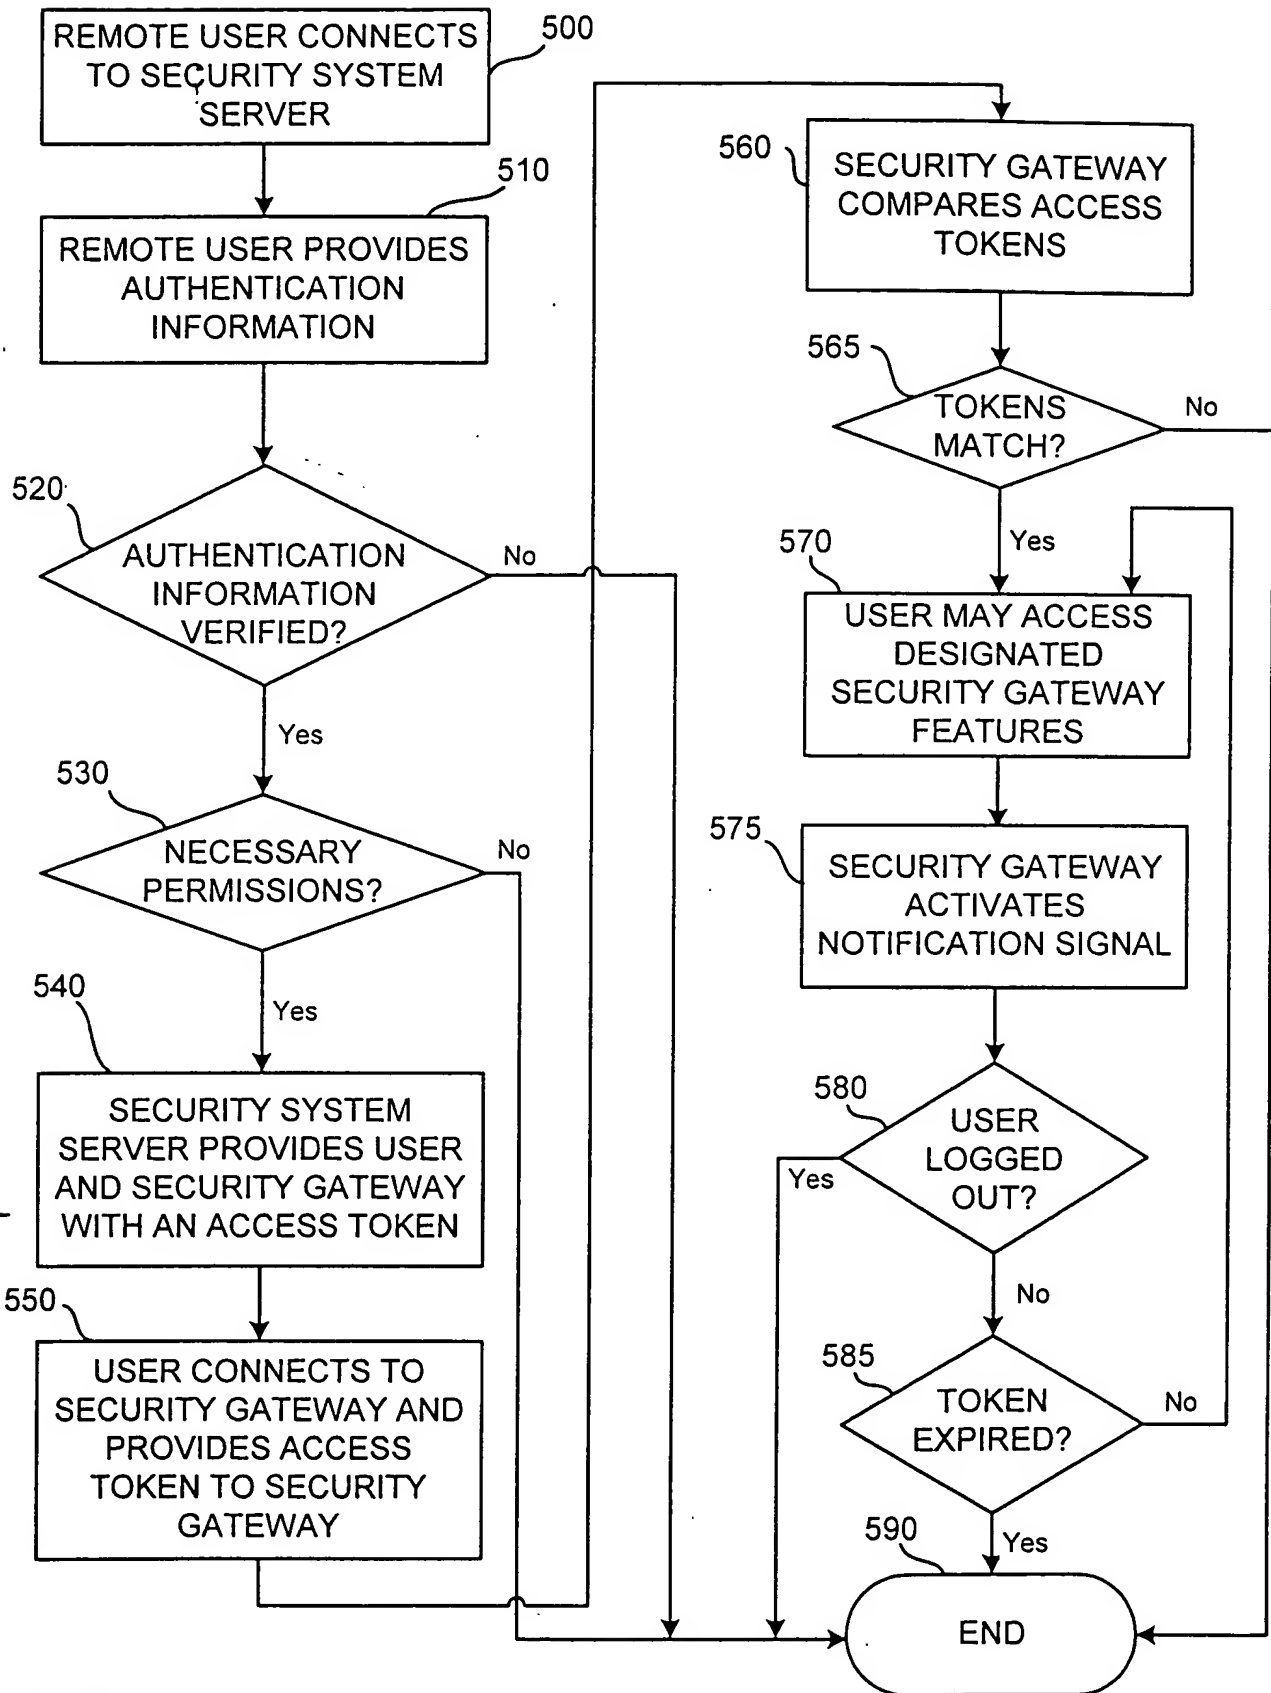 500
REMOTE USER CONNECTS
TO SECURITY SYSTEM
SERVER
510
REMOTE USER PROVIDES
AUTHENTICATION
INFORMATION
520
AUTHENTICATION
INFORMATION
VERIFIED?
No
Yes
530
NECESSARY
PERMISSIONS?
No
Yes
540
SECURITY SYSTEM
SERVER PROVIDES USER
AND SECURITY GATEWAY
WITH AN ACCESS TOKEN
550
USER CONNECTS TO
SECURITY GATEWAY AND
PROVIDES ACCESS
TOKEN TO SECURITY
GATEWAY
560
SECURITY GATEWAY
COMPARES ACCESS
TOKENS
565
TOKENS
MATCH?
No
Yes
570
USER MAY ACCESS
DESIGNATED
SECURITY GATEWAY
FEATURES
575
SECURITY GATEWAY
ACTIVATES
NOTIFICATION SIGNAL
580
USER
LOGGED
OUT?
Yes
No
585
TOKEN
EXPIRED?
No
Yes
590
END